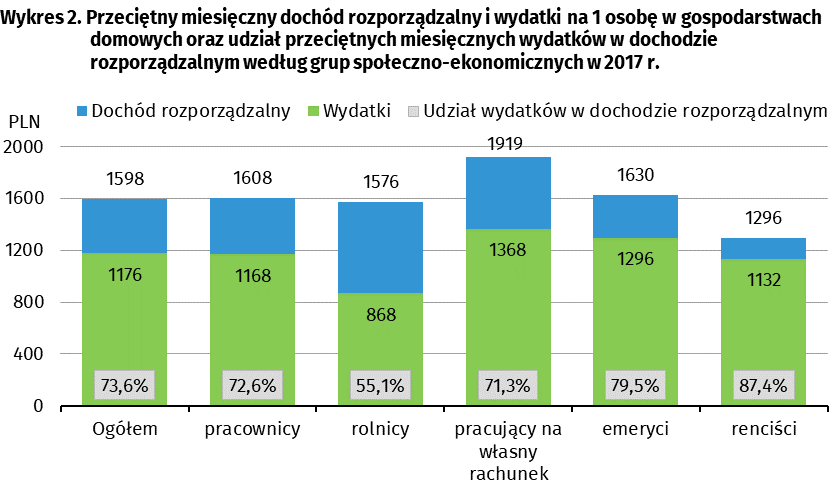 Wykres 2. Przeciętny miesięczny dochód rozporządzalny i wydatki na 1 osobę w gospodarstwach
domowych oraz udział przeciętnych miesięcznych wydatków w dochodzie
rozporządzalnym według grup społeczno-ekonomicznych w 2017 r.
Dochód rozporządzalny Wydatki Udział wydatków w dochodzie rozporządzalnym
PLN
2000
1600
1200
800
400
0
1598 1608 1576 1919 1630 1296
1176 1168 868 1368 1296 1132
73,6% 72,6% 55,1% 71,3% 79,5% 87,4%
Ogółem pracownicy rolnicy pracujący na emeryci renciści
własny
rachunek